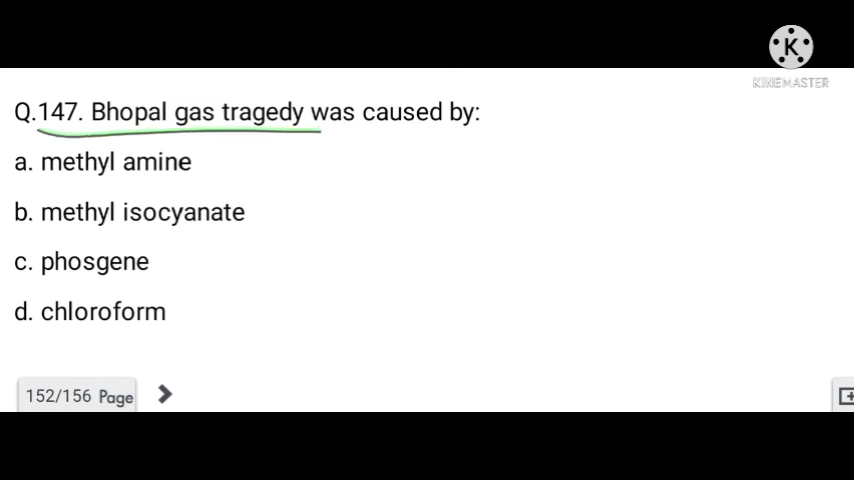 KINEMASTER
Q.147. Bhopal gas tragedy was caused by:
a. methyl amine
b. methyl isocyanate
c. phosgene
d. chloroform
152/156 Page